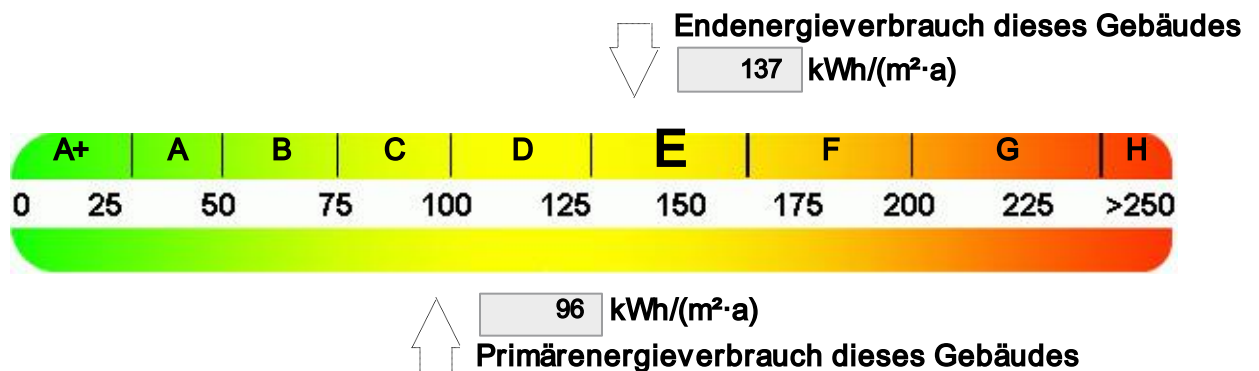 Endenergieverbrauch dieses Gebäudes
137 kWh/(m²·a)
A+ A B C D E F G H
0 25 50 75 100 125 150 175 200 225 >250
96 kWh/(m²·a)
Primärenergieverbrauch dieses Gebäudes